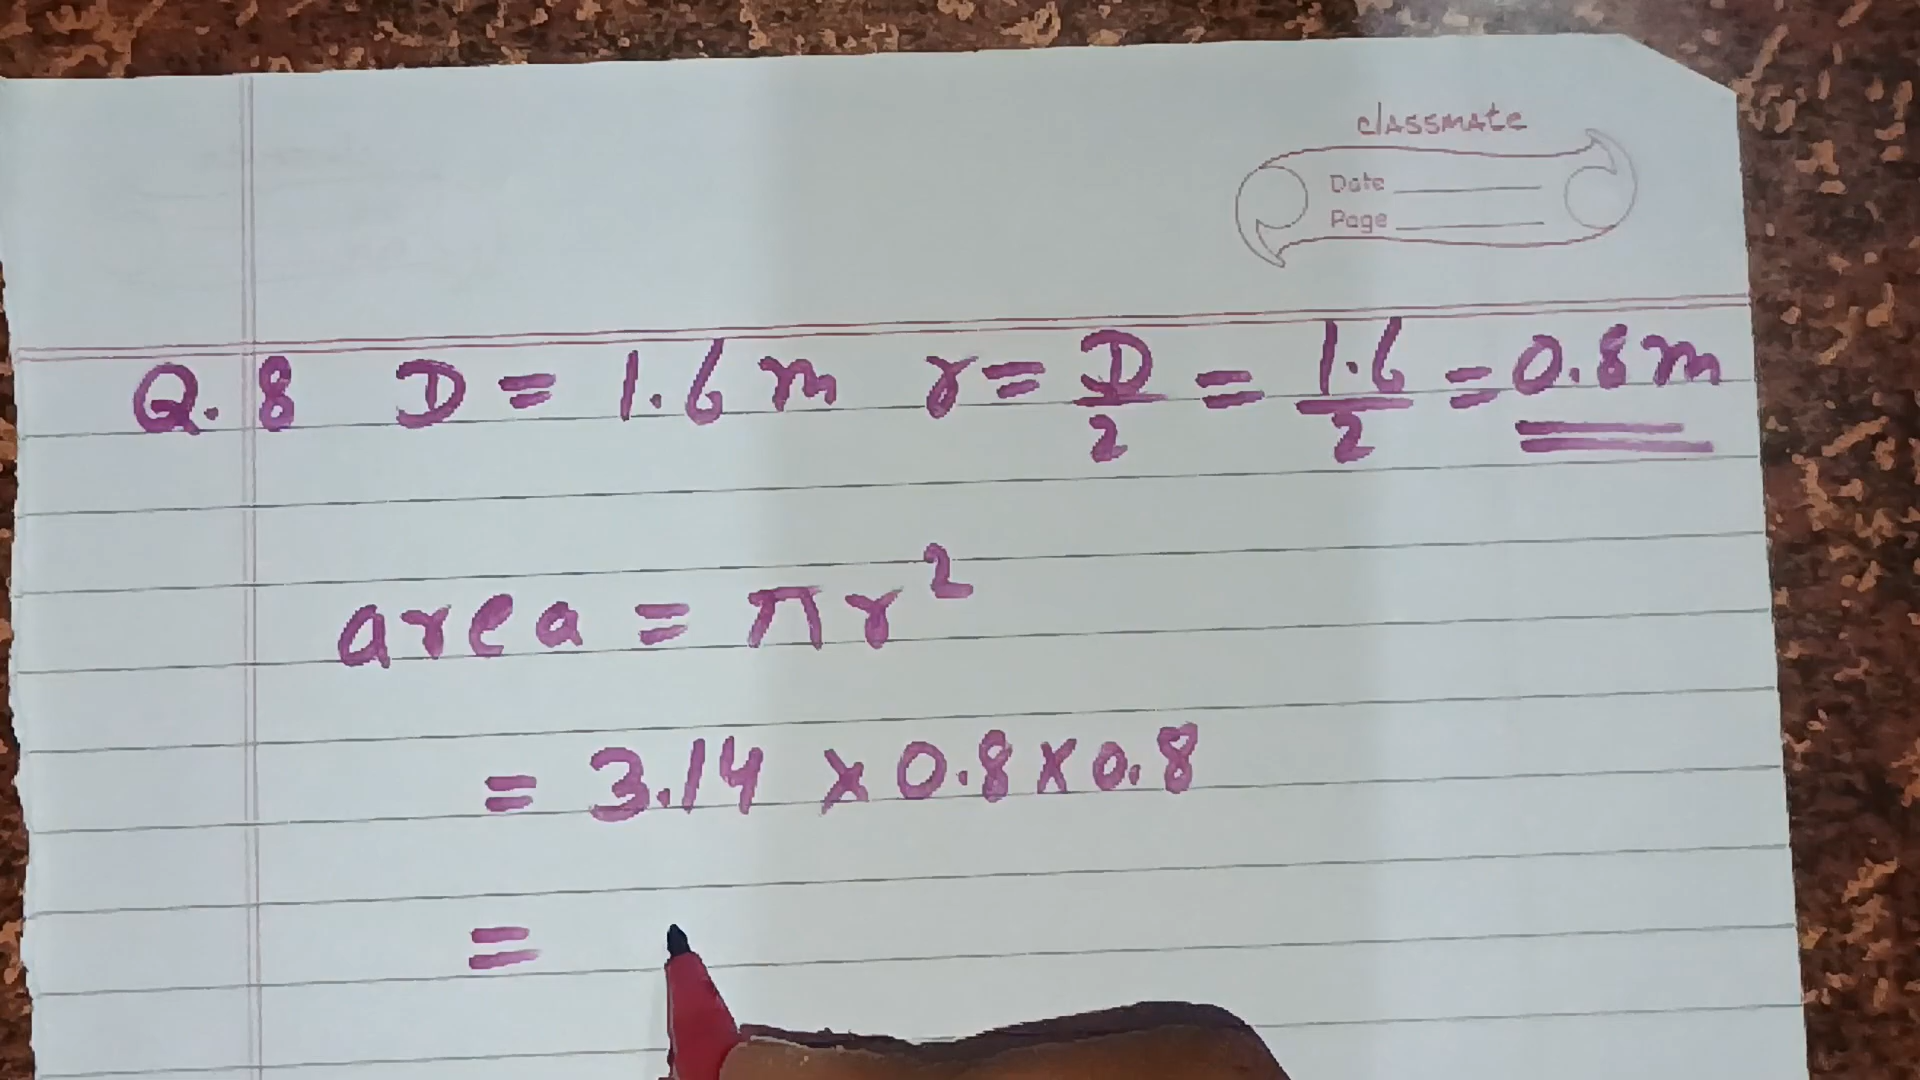 classmate
Date
Page
Q. 8 D = 1.6 m r = D/2 = 1.6/2 = 0.8 m
area = πr²
= 3.14 × 0.8 × 0.8
=